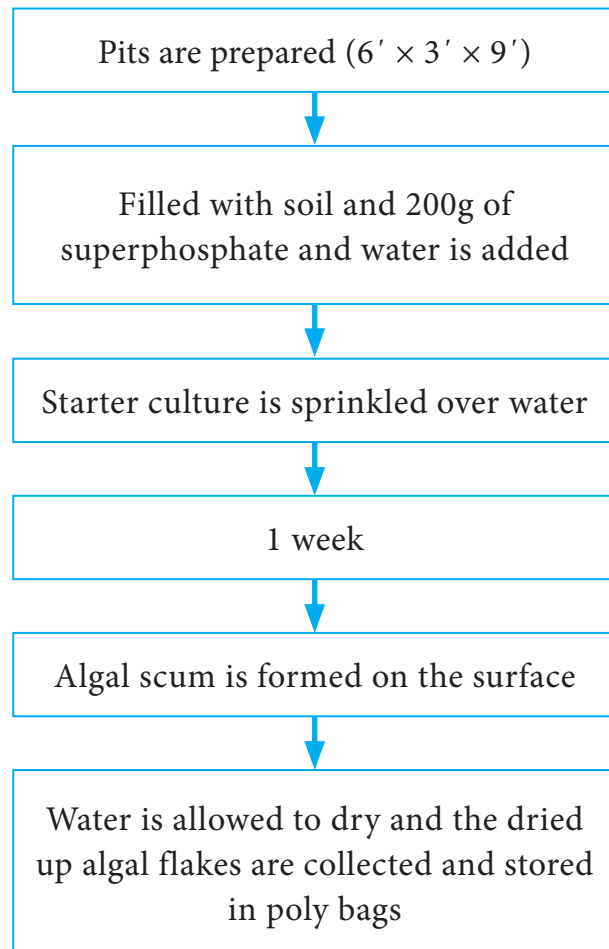 Pits are prepared (6′ × 3′ × 9′)
Filled with soil and 200g of
superphosphate and water is added
Starter culture is sprinkled over water
1 week
Algal scum is formed on the surface
Water is allowed to dry and the dried
up algal flakes are collected and stored
in poly bags